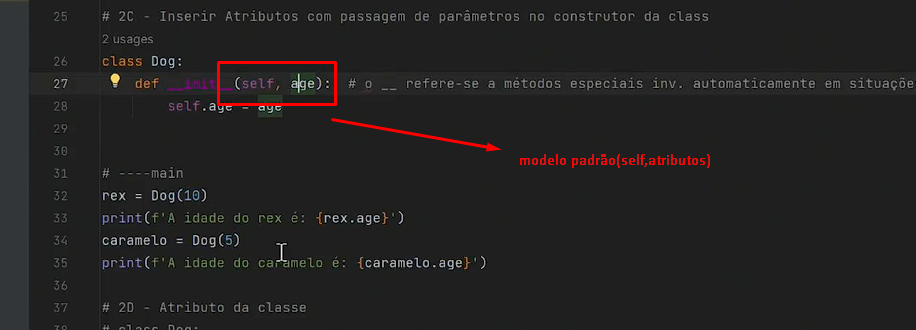 25 # 2C - Inserir Atributos com passagem de parâmetros no construtor da class
2 usages
26 class Dog:
27 def __init__(self, age): # o __ refere-se a métodos especiais inv. automaticamente em situaçõe
28 self.age = age
29
modelo padrão(self,atributos)
30
31 # ----main
32 rex = Dog(10)
33 print(f'A idade do rex é: {rex.age}')
34 caramelo = Dog(5)
35 print(f'A idade do caramelo é: {caramelo.age}')
36
37 # 2D - Atributo da classe
38 # class Dog: